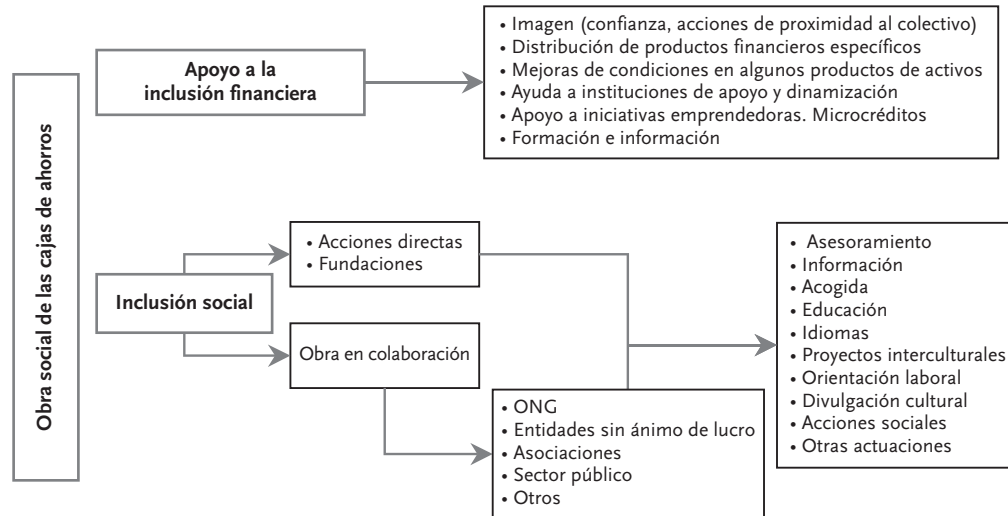 Obra social de las cajas de ahorros
Apoyo a la
inclusión financiera
• Imagen (confianza, acciones de proximidad al colectivo)
• Distribución de productos financieros específicos
• Mejoras de condiciones en algunos productos de activos
• Ayuda a instituciones de apoyo y dinamización
• Apoyo a iniciativas emprendedoras. Microcréditos
• Formación e información
Inclusión social
• Acciones directas
• Fundaciones
Obra en colaboración
• ONG
• Entidades sin ánimo de lucro
• Asociaciones
• Sector público
• Otros
• Asesoramiento
• Información
• Acogida
• Educación
• Idiomas
• Proyectos interculturales
• Orientación laboral
• Divulgación cultural
• Acciones sociales
• Otras actuaciones